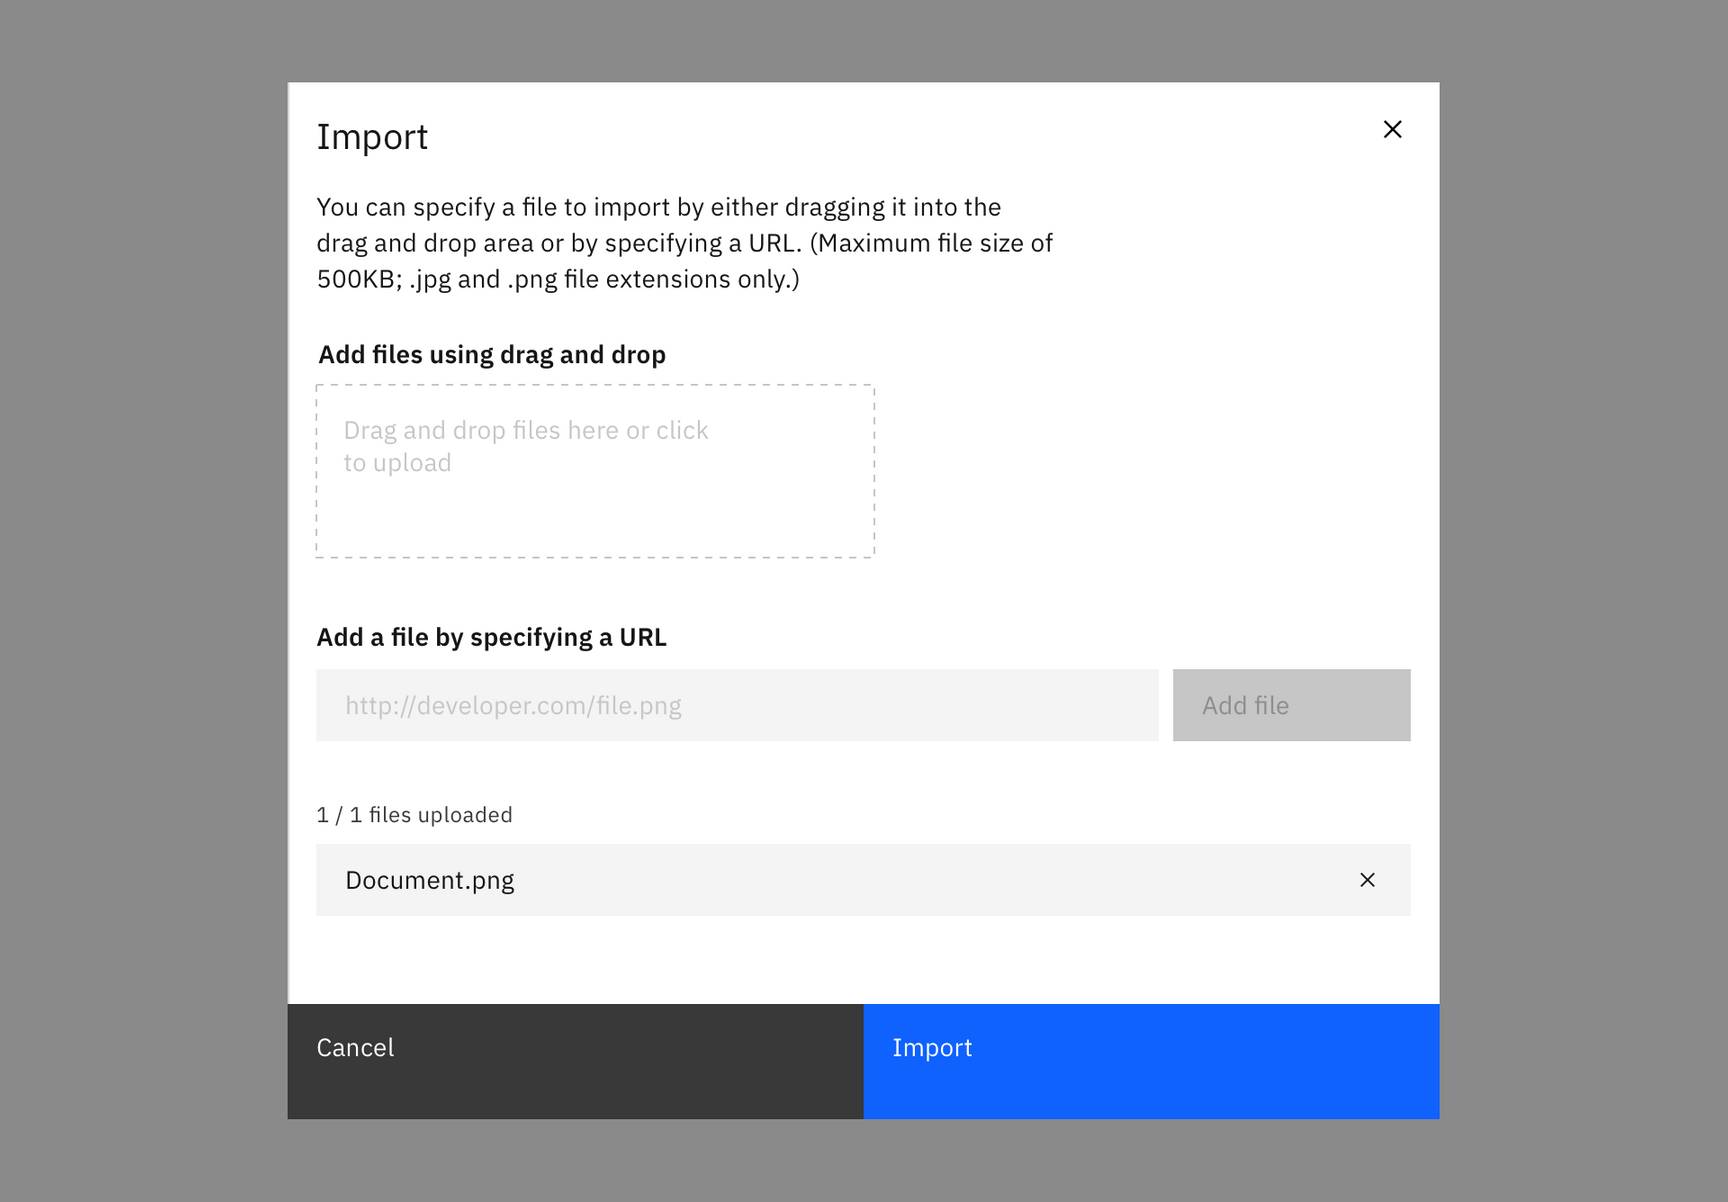 Import
You can specify a file to import by either dragging it into the
drag and drop area or by specifying a URL. (Maximum file size of
500KB; .jpg and .png file extensions only.)
Add files using drag and drop
Drag and drop files here or click
to upload
Add a file by specifying a URL
http://developer.com/file.png
Add file
1 / 1 files uploaded
Document.png
Cancel
Import